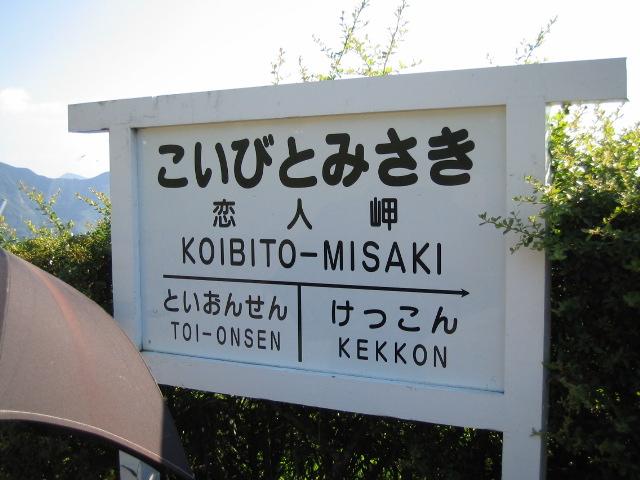 こいびとみさき
恋人岬
KOIBITO-MISAKI
といおんせん
TOI-ONSEN
けっこん
KEKKON